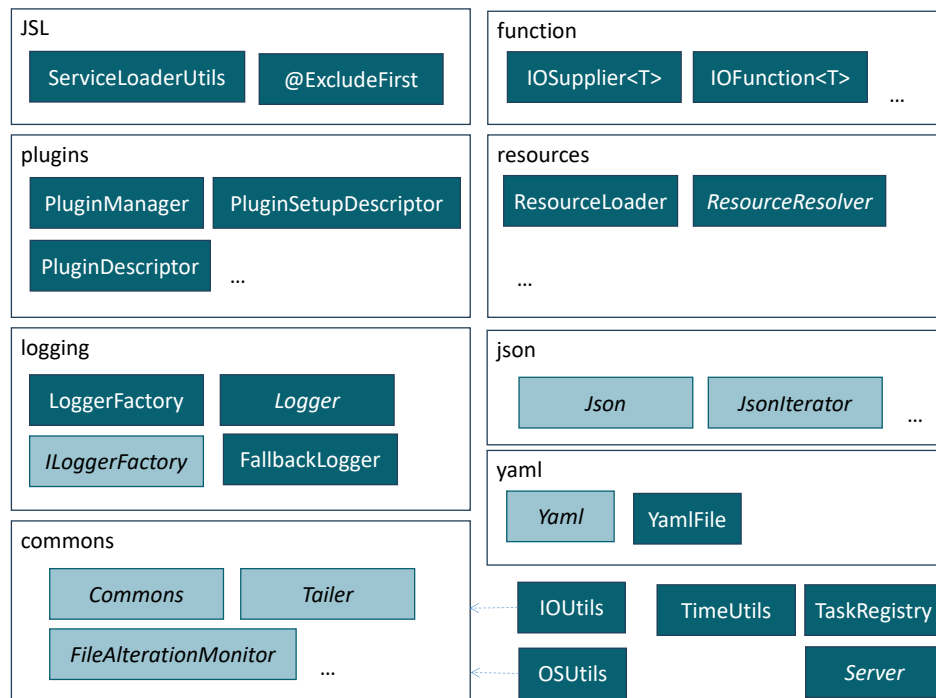 JSL
ServiceLoaderUtils
@ExcludeFirst
function
IOSupplier<T>
IOFunction<T>
...
plugins
PluginManager
PluginSetupDescriptor
PluginDescriptor
...
resources
ResourceLoader
ResourceResolver
...
logging
LoggerFactory
Logger
ILoggerFactory
FallbackLogger
json
Json
JsonIterator
...
yaml
Yaml
YamlFile
commons
Commons
Tailer
FileAlterationMonitor
...
IOUtils
TimeUtils
TaskRegistry
OSUtils
Server